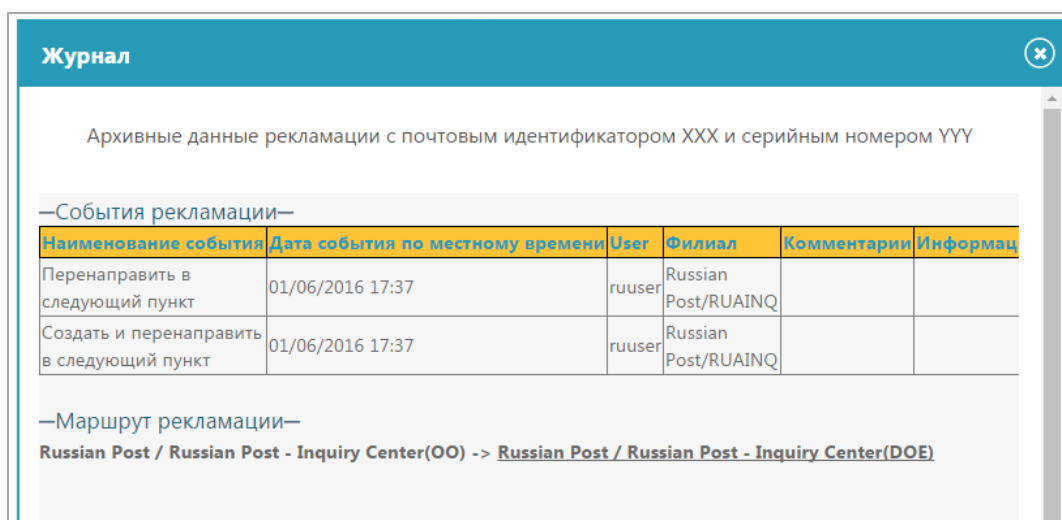 Журнал
Архивные данные рекламации с почтовым идентификатором XXX и серийным номером YYY
—События рекламации—
Наименование события Дата события по местному времени User Филиал Комментарии Информац
Перенаправить в следующий пункт 01/06/2016 17:37 ruuser Russian Post/RUAINQ
Создать и перенаправить в следующий пункт 01/06/2016 17:37 ruuser Russian Post/RUAINQ
—Маршрут рекламации—
Russian Post / Russian Post - Inquiry Center(OO) -> Russian Post / Russian Post - Inquiry Center(DOE)